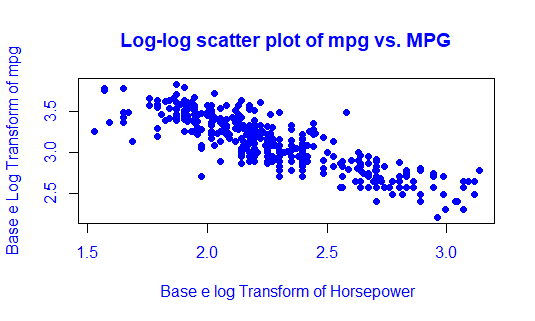 Log-log scatter plot of mpg vs. MPG
Base e Log Transform of mpg
3.5
3.0
2.5
1.5 2.0 2.5 3.0
Base e log Transform of Horsepower